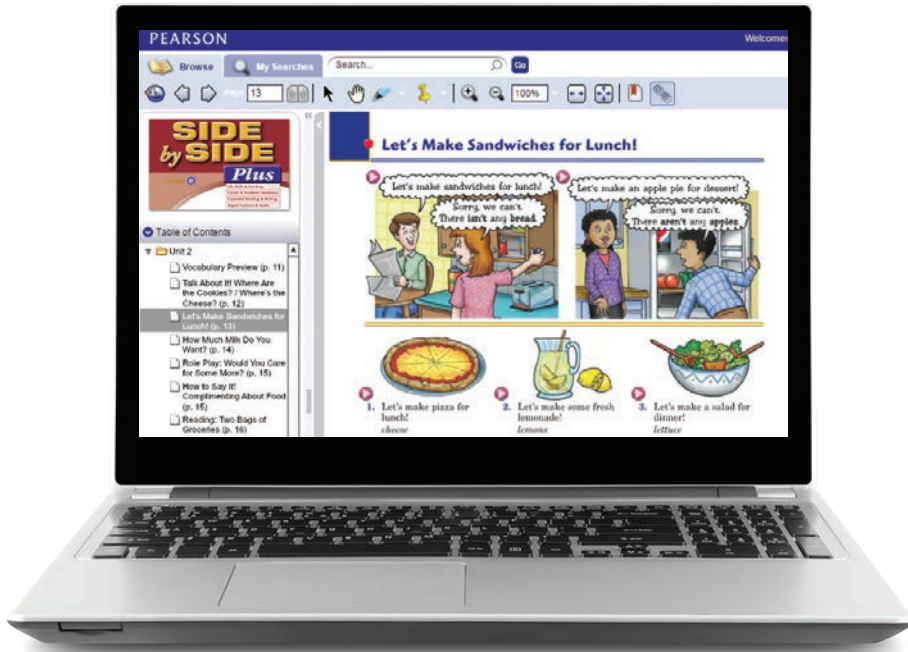 PEARSON
Welcome
Browse
My Searches
Search...
Go
13
100%
SIDE
by SIDE
Plus
Table of Contents
Unit 2
Vocabulary Preview (p. 11)
Talk About It! Where Are
the Cookies? / Where's the
Cheese? (p. 12)
Let's Make Sandwiches for
Lunch! (p. 13)
How Much Milk Do You
Want? (p. 14)
Role Play: Would You Care
for Some More? (p. 15)
How to Say It!
Complimenting About Food
(p. 15)
Reading: Two Bags of
Groceries (p. 16)
Let's Make Sandwiches for Lunch!
Let's make sandwiches for lunch!
Sorry, we can't.
There isn't any bread.
Let's make an apple pie for dessert!
Sorry, we can't.
There aren't any apples.
1. Let's make pizza for
lunch!
cheese
2. Let's make some fresh
lemonade!
lemons
3. Let's make a salad for
dinner!
lettuce